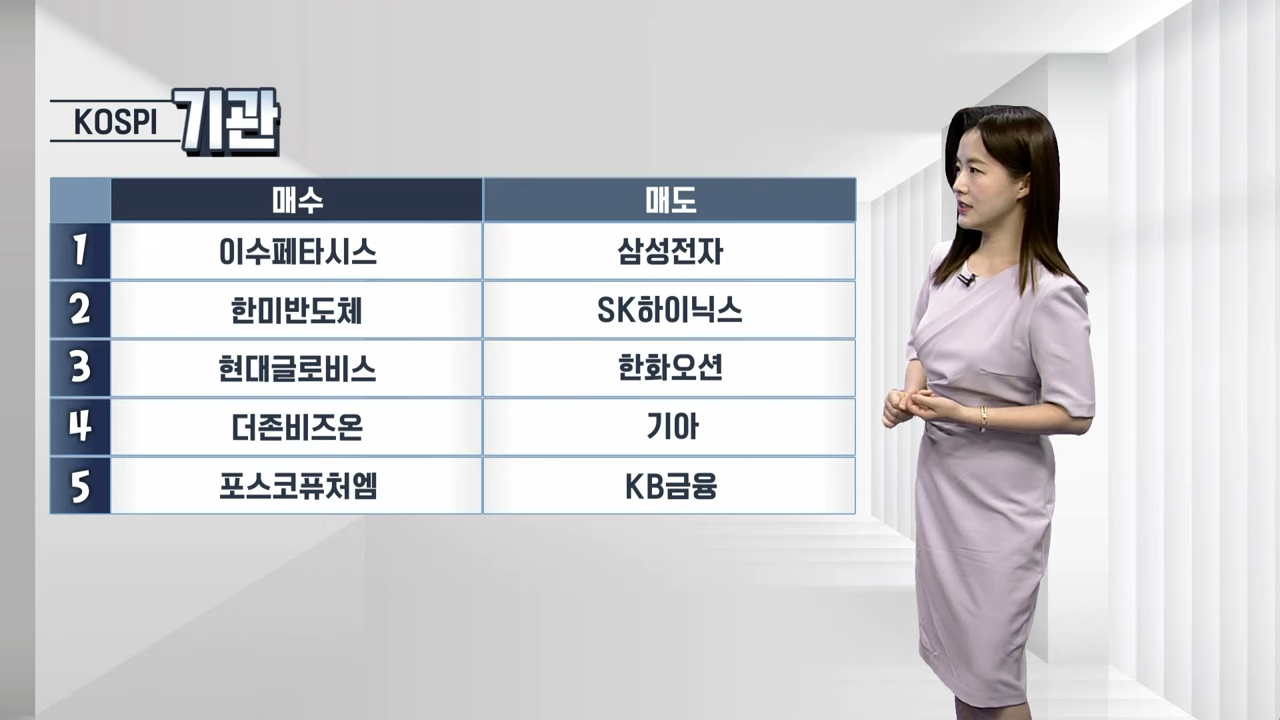 KOSPI 기관
매수 매도
1 이수페타시스 삼성전자
2 한미반도체 SK하이닉스
3 현대글로비스 한화오션
4 더존비즈온 기아
5 포스코퓨처엠 KB금융